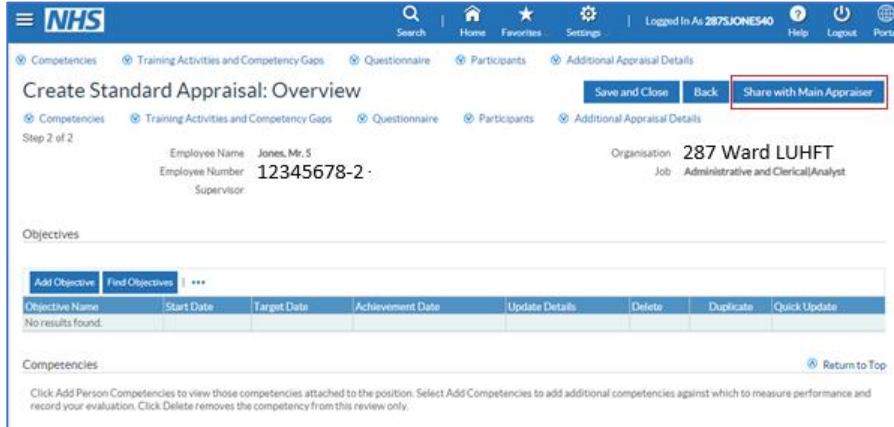 NHS
Search
Home
Favorites
Settings
Logged In As 287SJONES40
Help
Logout
Porta
Competencies Training Activities and Competency Gaps Questionnaire Participants Additional Appraisal Details
Create Standard Appraisal: Overview
Save and Close Back Share with Main Appraiser
Competencies Training Activities and Competency Gaps Questionnaire Participants Additional Appraisal Details
Step 2 of 2
Employee Name Jones, Mr. S
Organisation 287 Ward LUHFT
Employee Number 12345678-2
Job Administrative and Clerical|Analyst
Supervisor
Objectives
Add Objective Find Objectives | •••
Objective Name Start Date Target Date Achievement Date Update Details Delete Duplicate Quick Update
No results found.
Competencies
Return to Top
Click Add Person Competencies to view those competencies attached to the position. Select Add Competencies to add additional competencies against which to measure performance and
record your evaluation. Click Delete removes the competency from this review only.